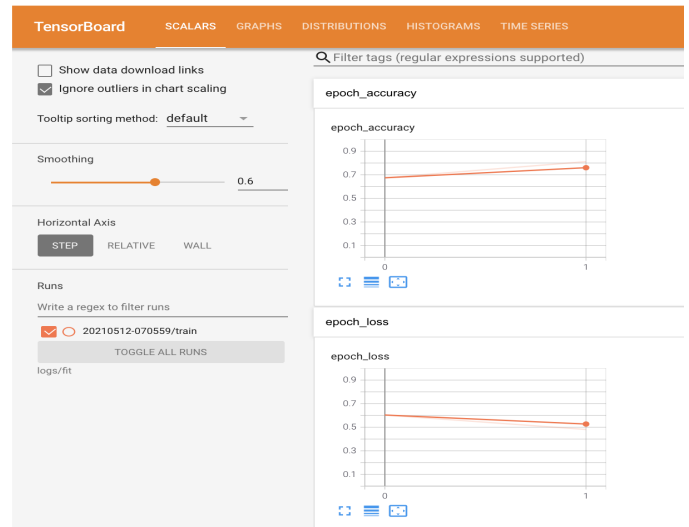 TensorBoard SCALARS GRAPHS DISTRIBUTIONS HISTOGRAMS TIME SERIES
Show data download links
Ignore outliers in chart scaling
Tooltip sorting method: default
Smoothing
0.6
Horizontal Axis
STEP RELATIVE WALL
Runs
Write a regex to filter runs
20210512-070559/train
TOGGLE ALL RUNS
logs/fit
Filter tags (regular expressions supported)
epoch_accuracy
epoch_accuracy
0.9
0.7
0.5
0.3
0.1
0 1
epoch_loss
epoch_loss
0.9
0.7
0.5
0.3
0.1
0 1